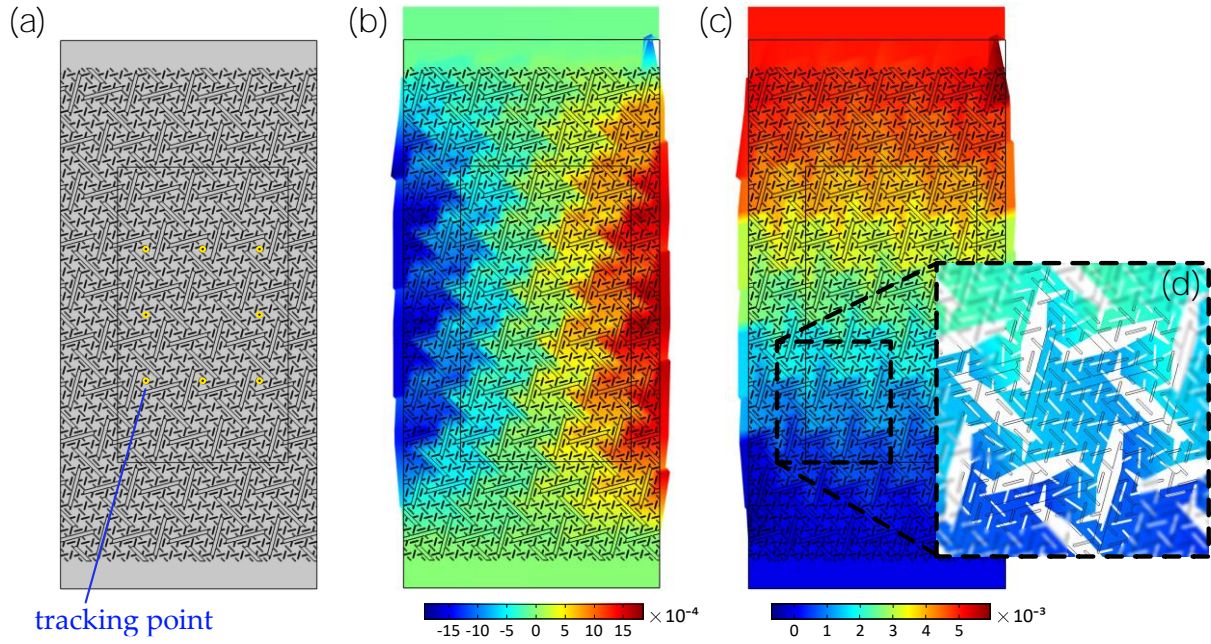 (a)
(b)
(c)
(d)
tracking point
-15 -10 -5 0 5 10 15 × 10⁻⁴
0 1 2 3 4 5 × 10⁻³